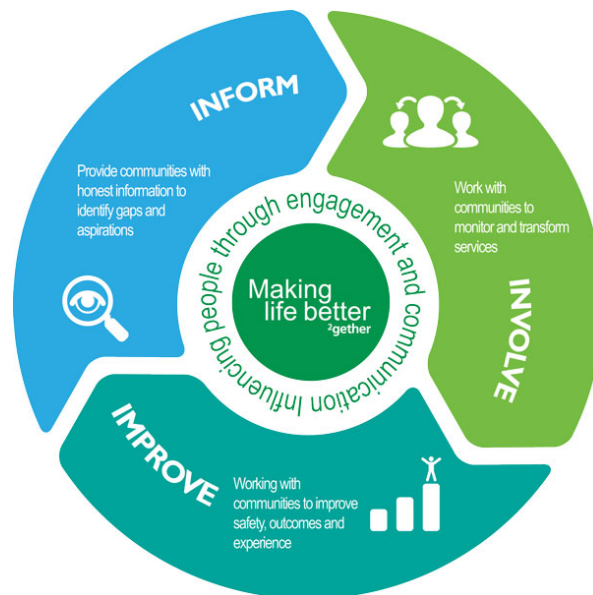 INFORM
Provide communities with
honest information to
identify gaps and
aspirations
Work with
communities to
monitor and transform
services
INVOLVE
IMPROVE
Working with
communities to improve
safety, outcomes and
experience
Influencing people through engagement and communication
Making
life better
²gether